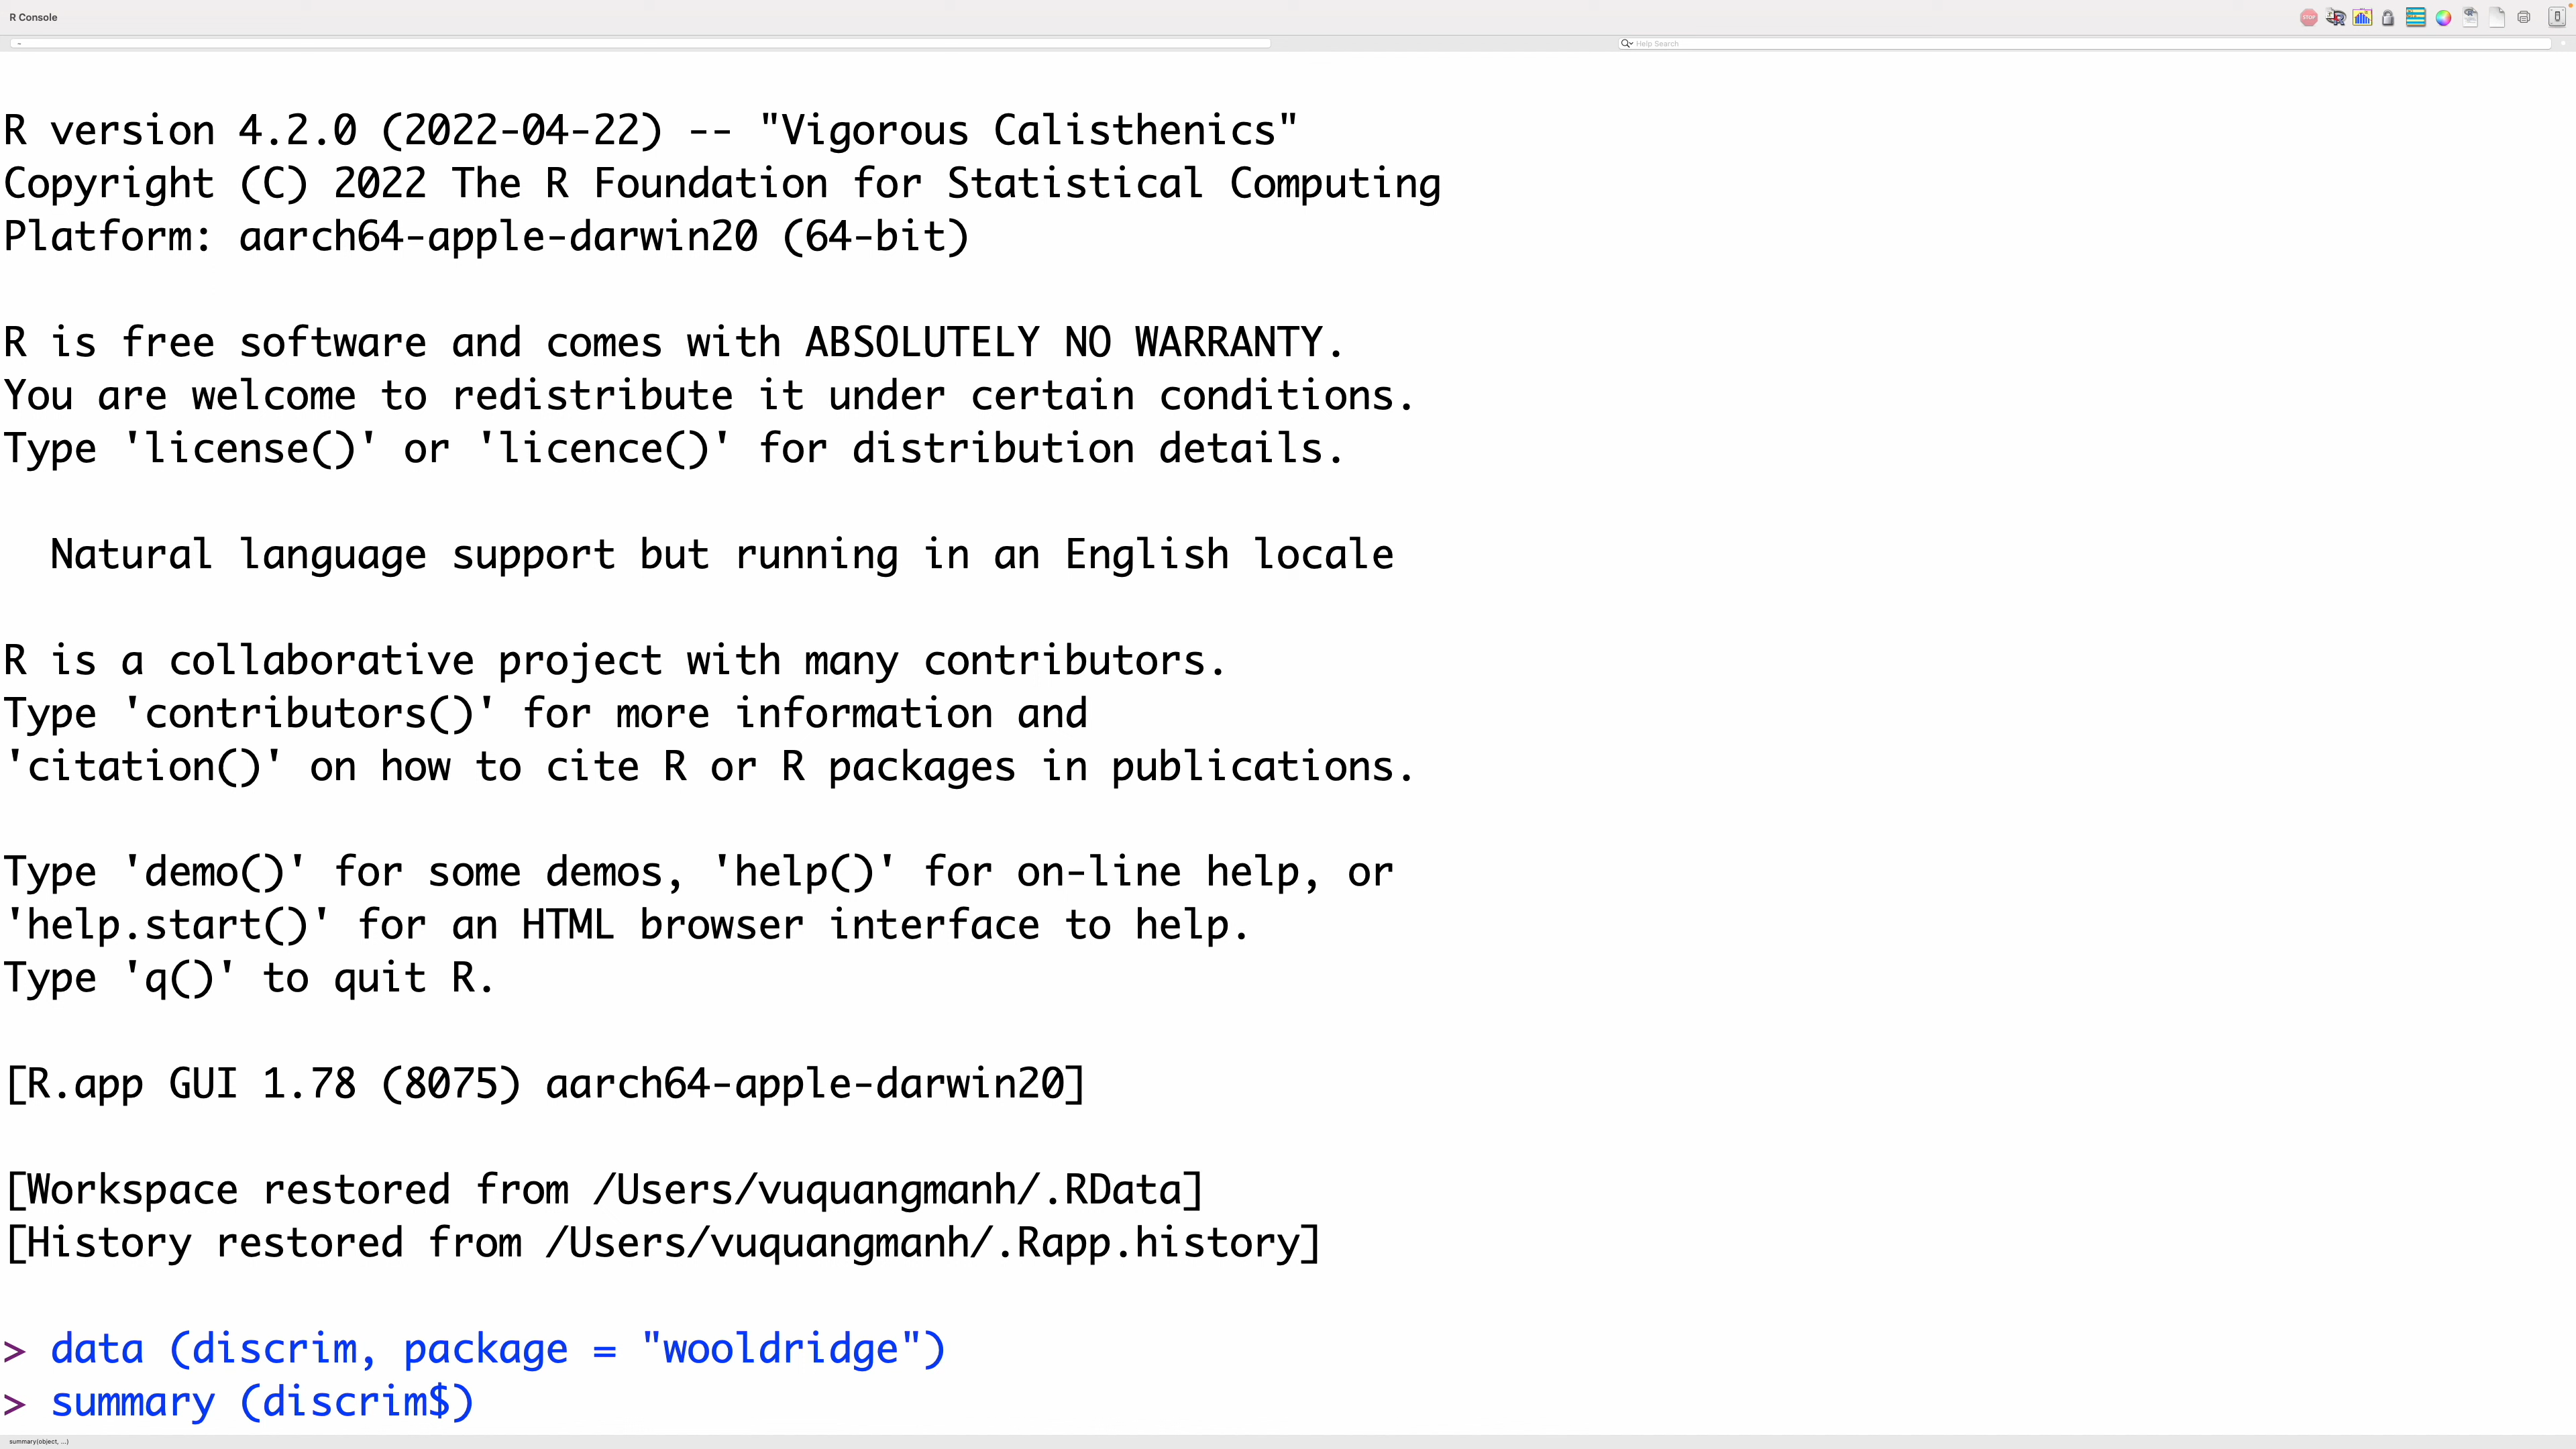 R Console
Help Search
R version 4.2.0 (2022-04-22) -- "Vigorous Calisthenics"
Copyright (C) 2022 The R Foundation for Statistical Computing
Platform: aarch64-apple-darwin20 (64-bit)
R is free software and comes with ABSOLUTELY NO WARRANTY.
You are welcome to redistribute it under certain conditions.
Type 'license()' or 'licence()' for distribution details.
Natural language support but running in an English locale
R is a collaborative project with many contributors.
Type 'contributors()' for more information and
'citation()' on how to cite R or R packages in publications.
Type 'demo()' for some demos, 'help()' for on-line help, or
'help.start()' for an HTML browser interface to help.
Type 'q()' to quit R.
[R.app GUI 1.78 (8075) aarch64-apple-darwin20]
[Workspace restored from /Users/vuquangmanh/.RData]
[History restored from /Users/vuquangmanh/.Rapp.history]
> data (discrim, package = "wooldridge")
> summary (discrim$)
summary(object, ...)